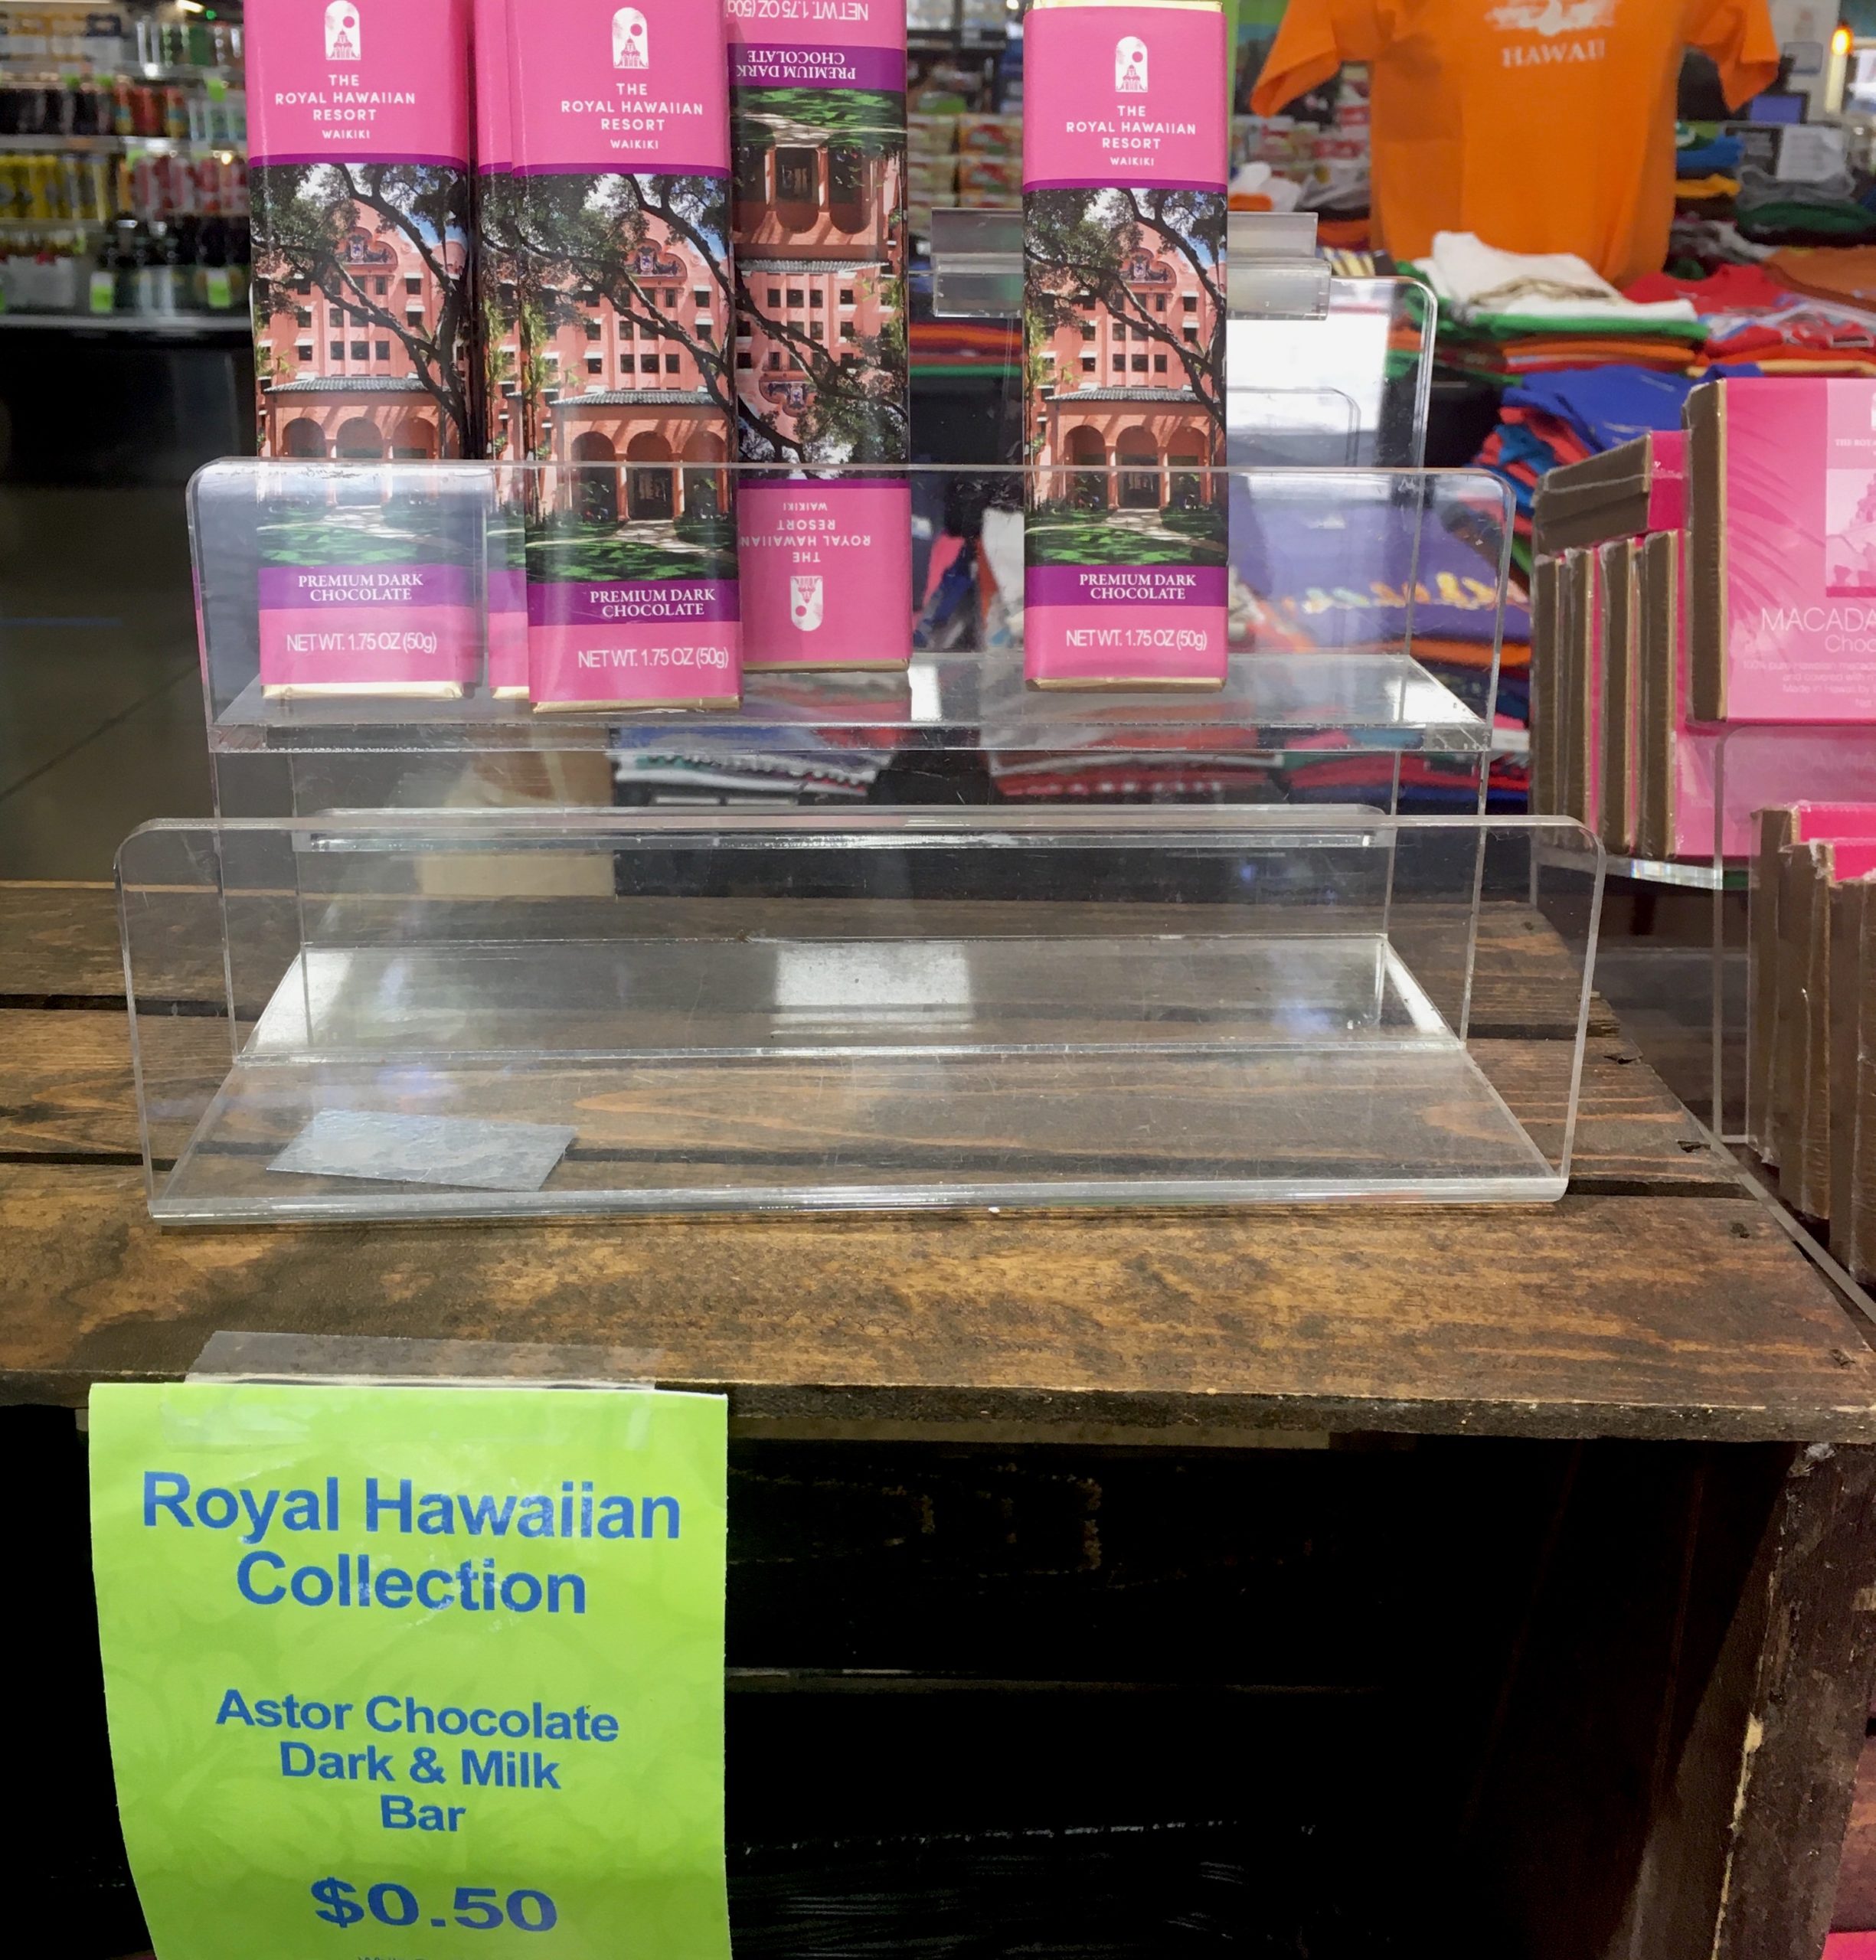 THE
ROYAL HAWAIIAN
RESORT
WAIKIKI
PREMIUM DARK
CHOCOLATE
NET WT. 1.75 OZ (50g)
THE
ROYAL HAWAIIAN
RESORT
WAIKIKI
PREMIUM DARK
CHOCOLATE
NET WT. 1.75 OZ (50g)
NET WT. 1.75 OZ (50g)
PREMIUM DARK
CHOCOLATE
THE
ROYAL HAWAIIAN
RESORT
WAIKIKI
THE
ROYAL HAWAIIAN
RESORT
WAIKIKI
PREMIUM DARK
CHOCOLATE
NET WT. 1.75 OZ (50g)
HAWAII
Royal Hawaiian
Collection
Astor Chocolate
Dark & Milk
Bar
$0.50